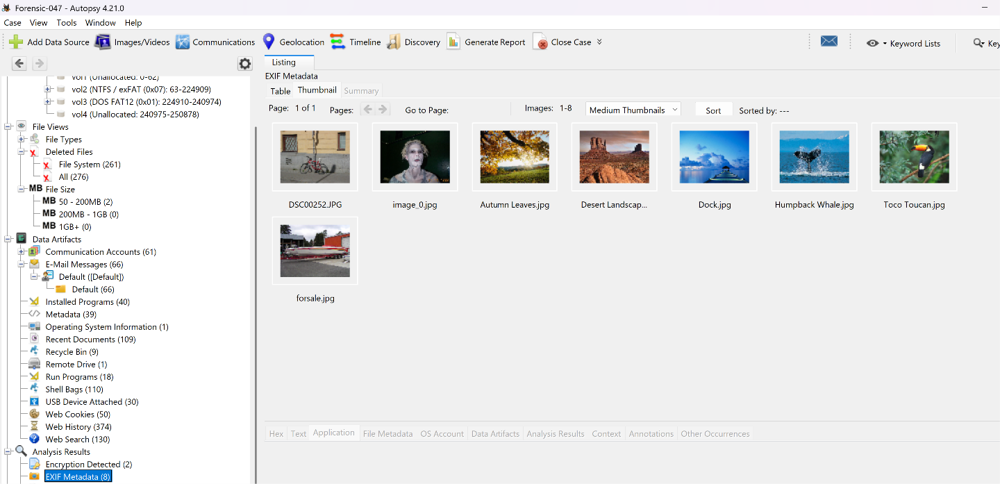 Forensic-047 - Autopsy 4.21.0
Case View Tools Window Help
Add Data Source Images/Videos Communications Geolocation Timeline Discovery Generate Report Close Case Keyword Lists Key
Listing
EXIF Metadata
Table Thumbnail Summary
Page: 1 of 1 Pages: Go to Page: Images: 1-8 Medium Thumbnails Sort Sorted by: ---
vol1 (Unallocated: 0-62)
vol2 (NTFS / exFAT (0x07): 63-224909)
vol3 (DOS FAT12 (0x01): 224910-240974)
vol4 (Unallocated: 240975-250878)
File Views
File Types
Deleted Files
File System (261)
All (276)
MB File Size
MB 50 - 200MB (2)
MB 200MB - 1GB (0)
MB 1GB+ (0)
Data Artifacts
Communication Accounts (61)
E-Mail Messages (66)
Default ([Default])
Default (66)
Installed Programs (40)
Metadata (39)
Operating System Information (1)
Recent Documents (109)
Recycle Bin (9)
Remote Drive (1)
Run Programs (18)
Shell Bags (110)
USB Device Attached (30)
Web Cookies (50)
Web History (374)
Web Search (130)
Analysis Results
Encryption Detected (2)
EXIF Metadata (8)
DSC00252.JPG image_0.jpg Autumn Leaves.jpg Desert Landscap... Dock.jpg Humpback Whale.jpg Toco Toucan.jpg
forsale.jpg
Hex Text Application File Metadata OS Account Data Artifacts Analysis Results Context Annotations Other Occurrences